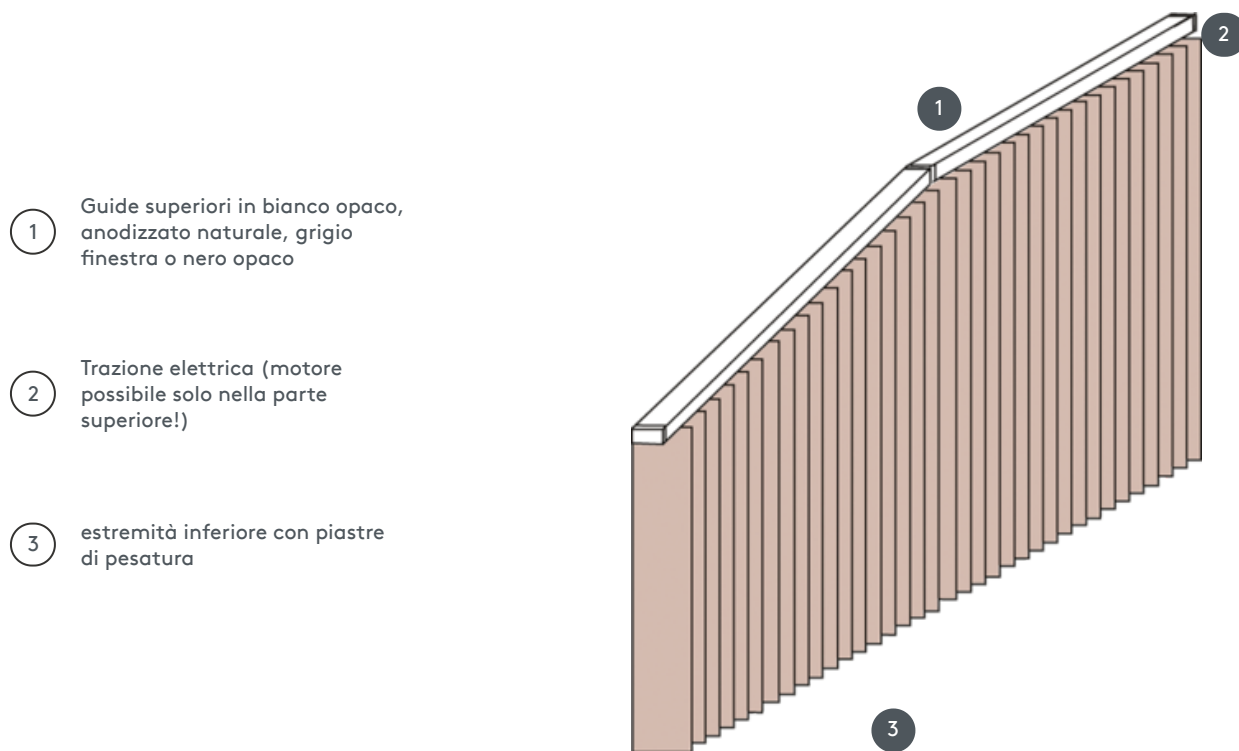 1
Guide superiori in bianco opaco,
anodizzato naturale, grigio
finestra o nero opaco
2
Trazione elettrica (motore
possibile solo nella parte
superiore!)
3
estremità inferiore con piastre
di pesatura
1
2
3